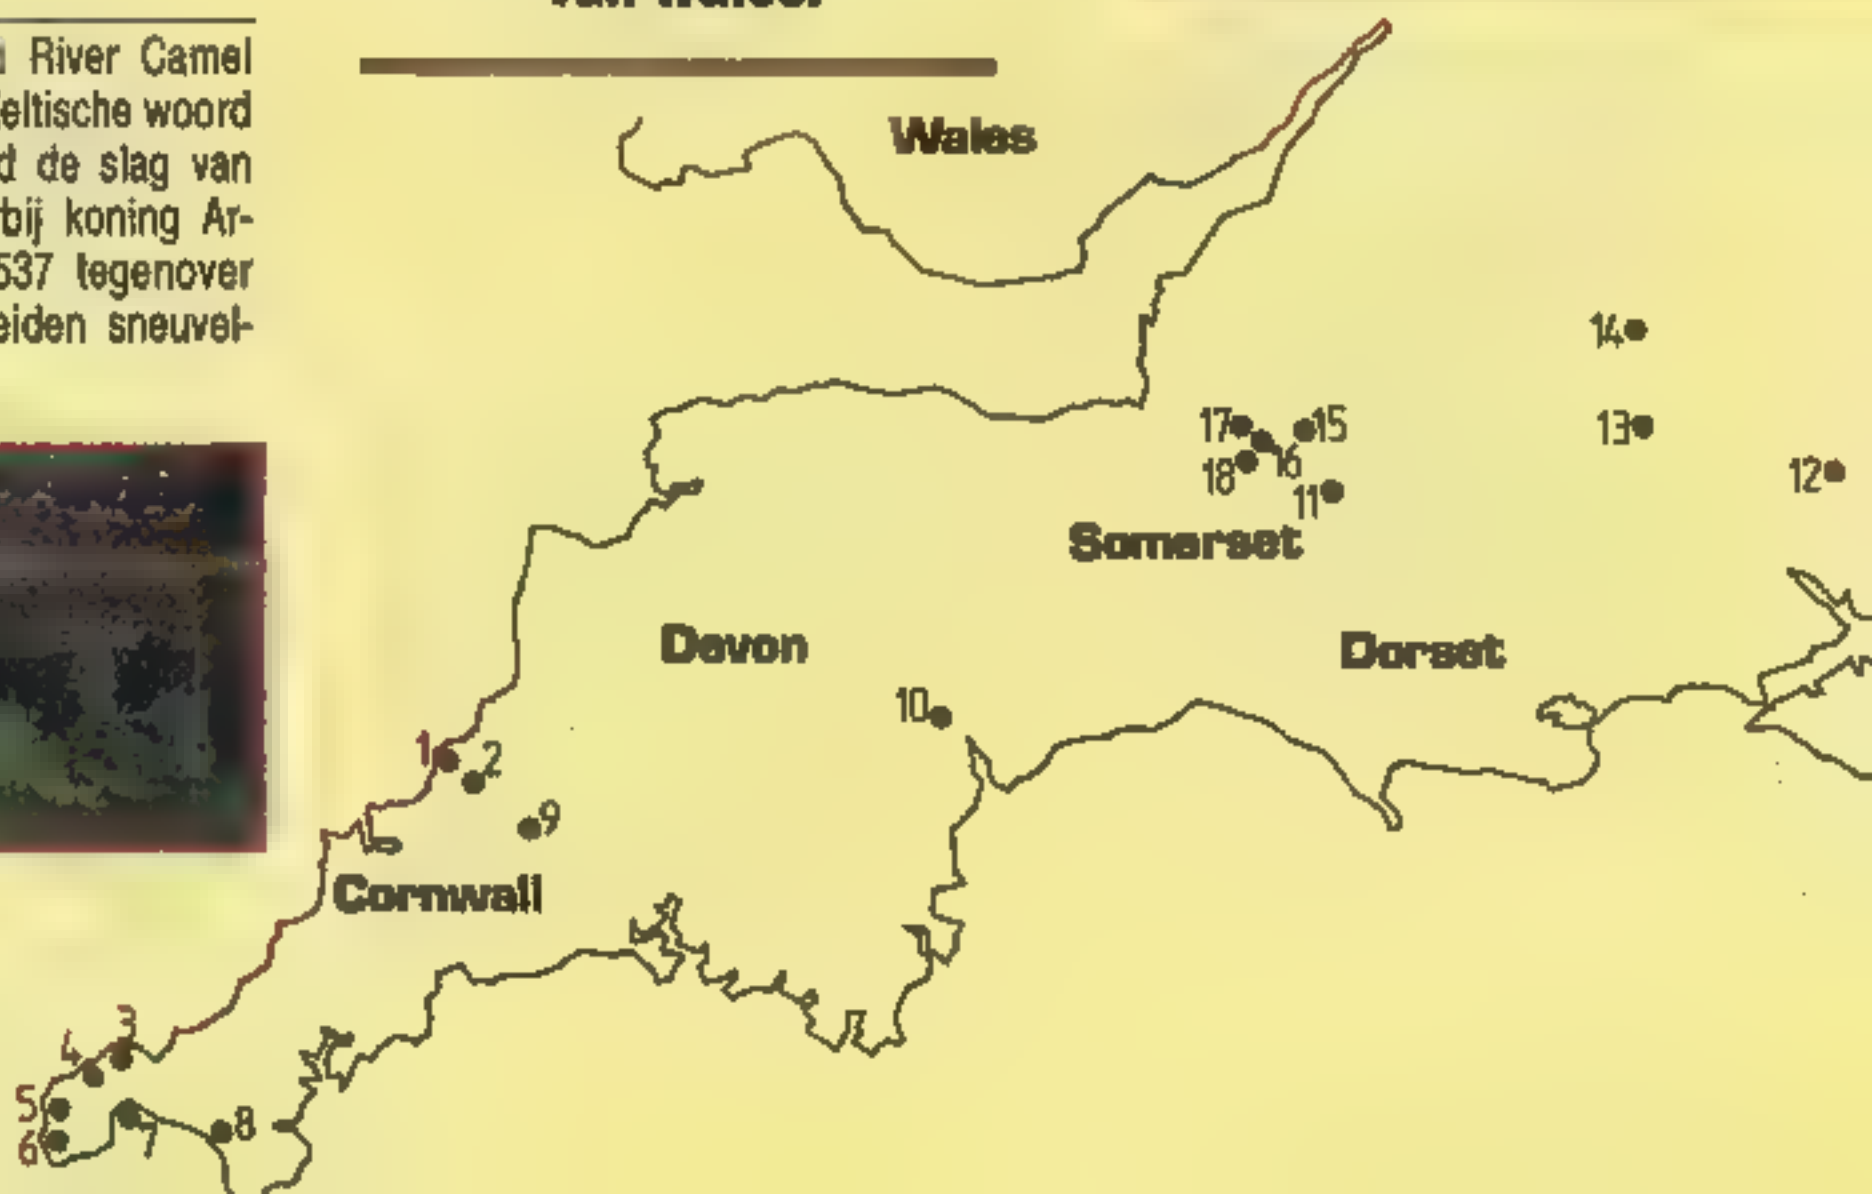 River Camel
eltische woord
d de slag van
bij koning Ar-
537 tegenover
eiden sneuvel-
Wales
14
17
15
13
16
18
12
11
Somerset
Devon
Dorset
10
1
2
9
Cornwall
3
4
5
7
8
6